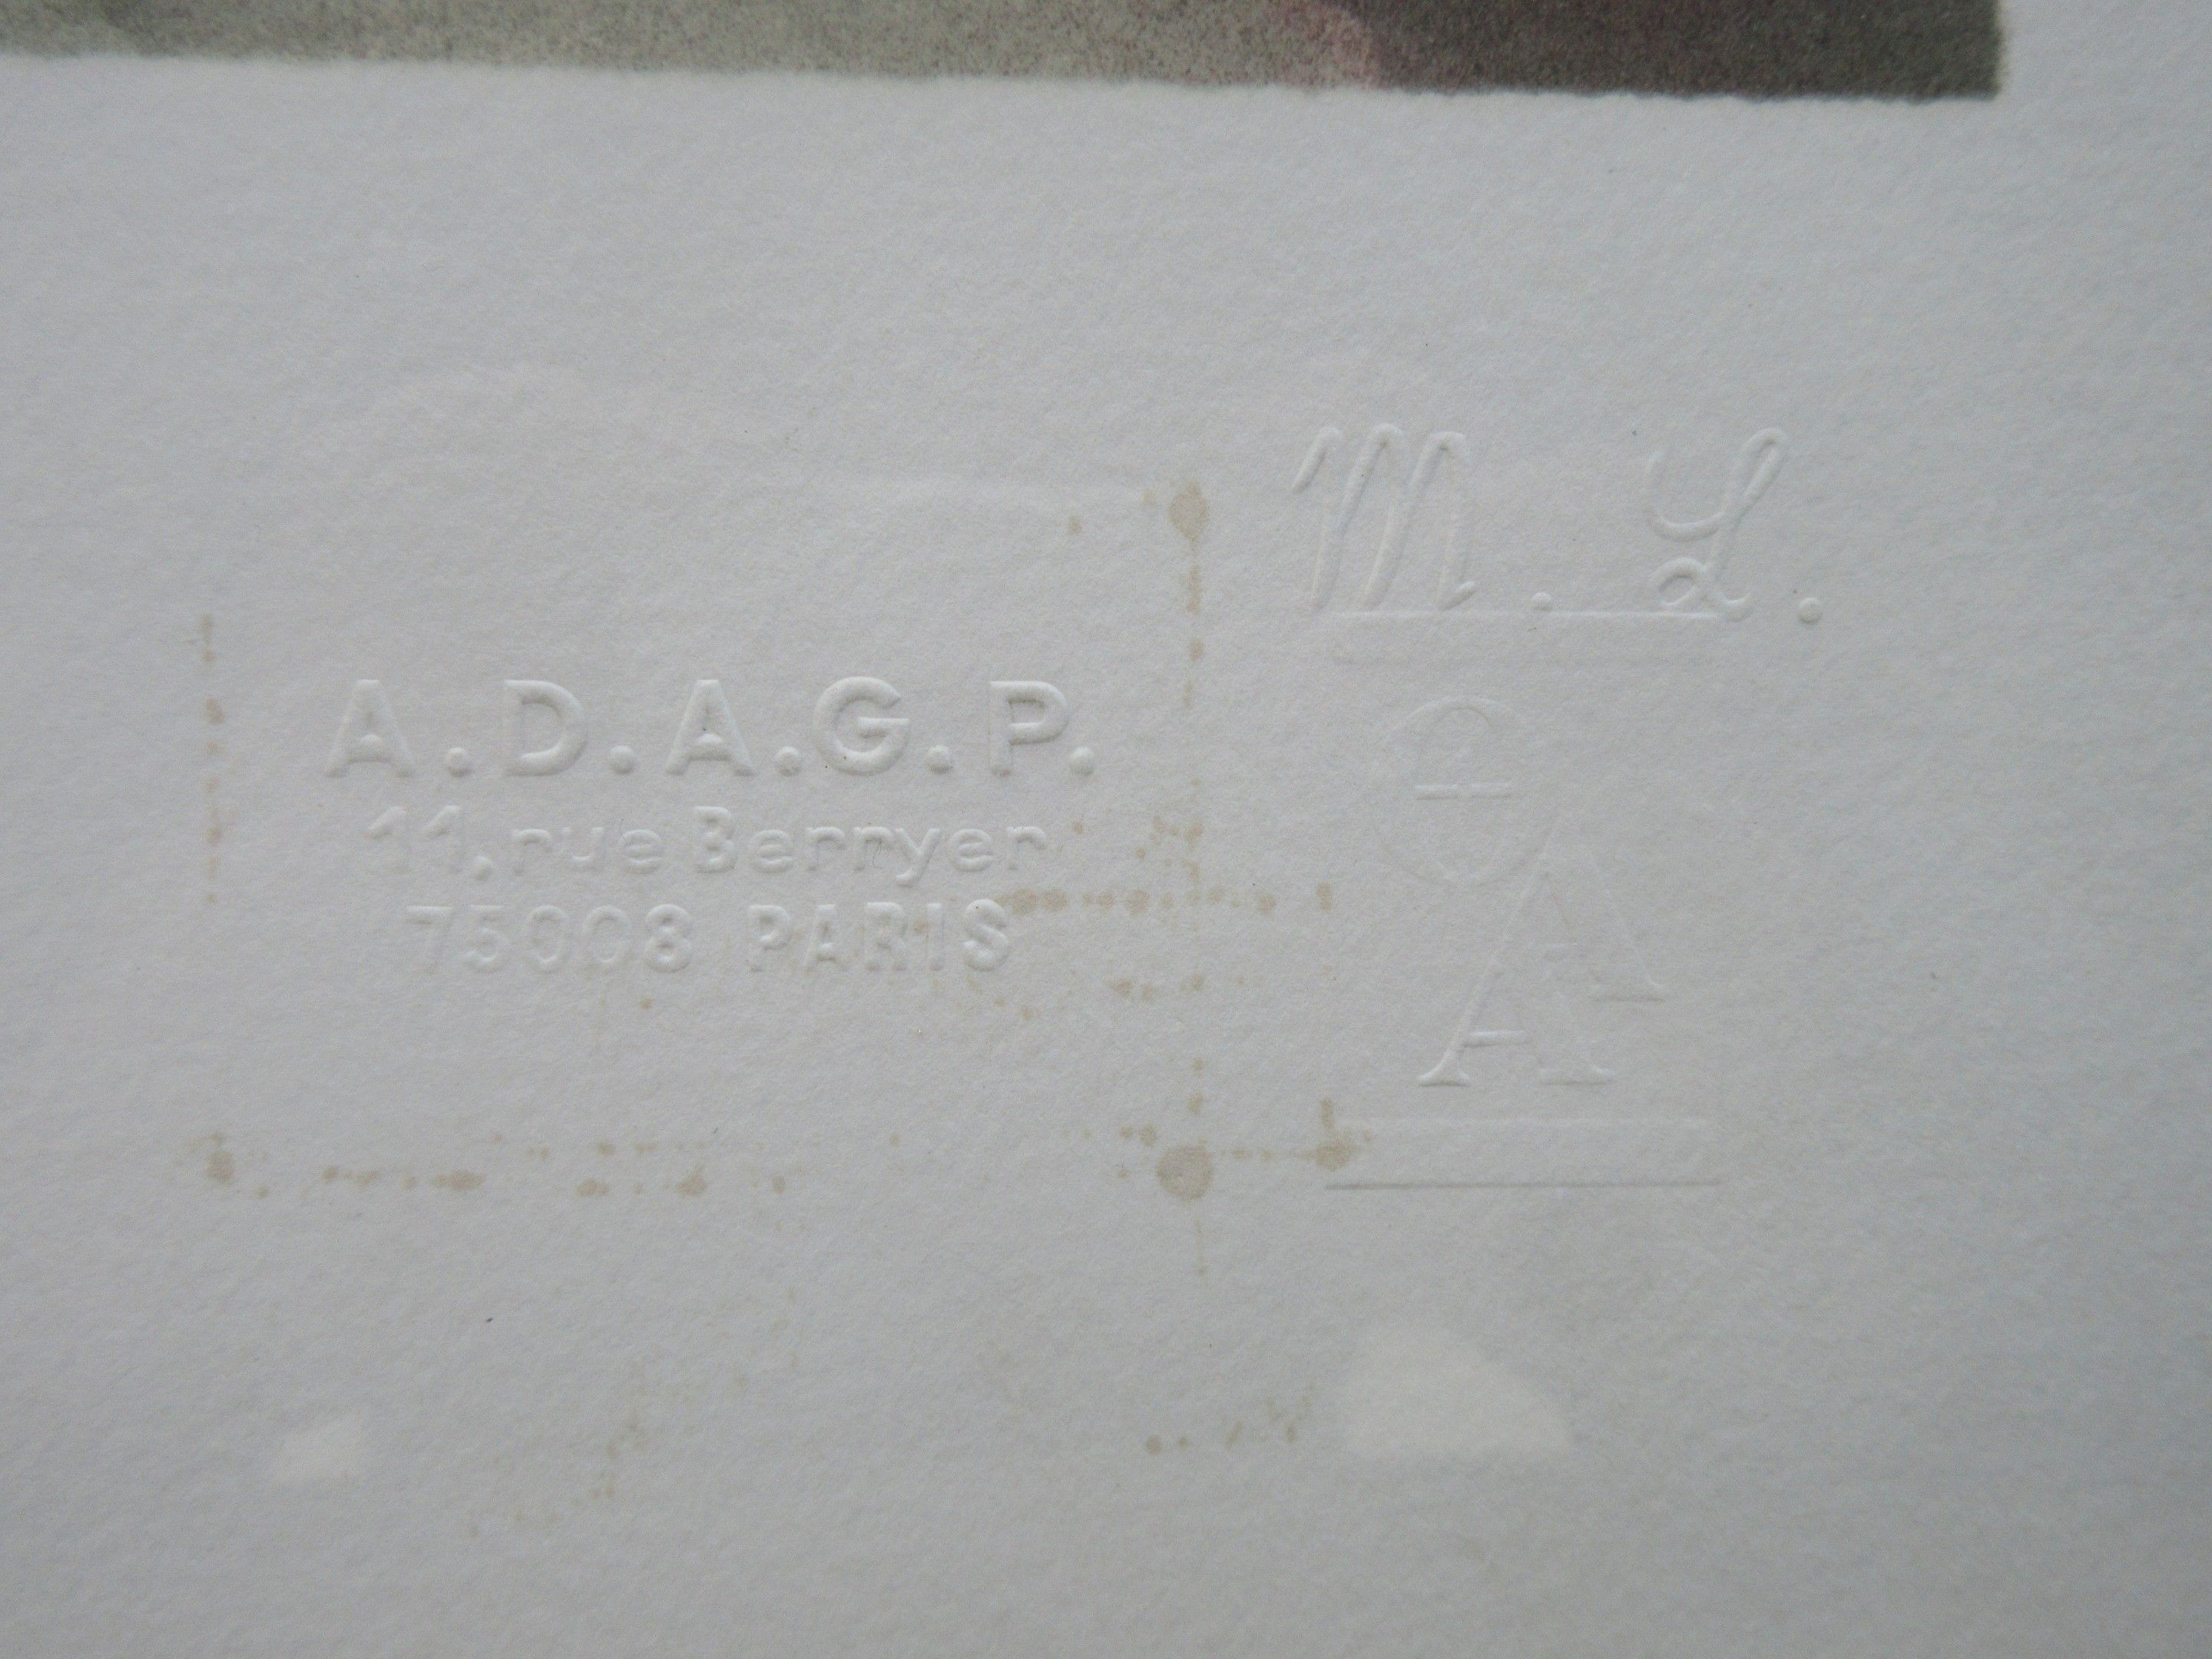 M. L.
A.D.A.G.P.
11, rue Berryer
75008 PARIS
A